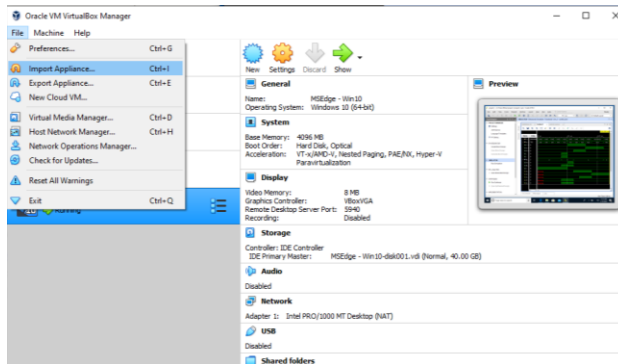 Oracle VM VirtualBox Manager
File Machine Help
Preferences... Ctrl+G
Import Appliance... Ctrl+I
Export Appliance... Ctrl+E
New Cloud VM...
Virtual Media Manager... Ctrl+D
Host Network Manager... Ctrl+H
Network Operations Manager...
Check for Updates...
Reset All Warnings
Exit Ctrl+Q
Running
New Settings Discard Show
General
Name: MSEdge - Win10
Operating System: Windows 10 (64-bit)
System
Base Memory: 4096 MB
Boot Order: Hard Disk, Optical
Acceleration: VT-x/AMD-V, Nested Paging, PAE/NX, Hyper-V
Paravirtualization
Display
Video Memory: 8 MB
Graphics Controller: VBoxVGA
Remote Desktop Server Port: 5940
Recording: Disabled
Storage
Controller: IDE Controller
IDE Primary Master: MSEdge - Win10-disk001.vdi (Normal, 40.00 GB)
Audio
Disabled
Network
Adapter 1: Intel PRO/1000 MT Desktop (NAT)
USB
Disabled
Shared folders
Preview